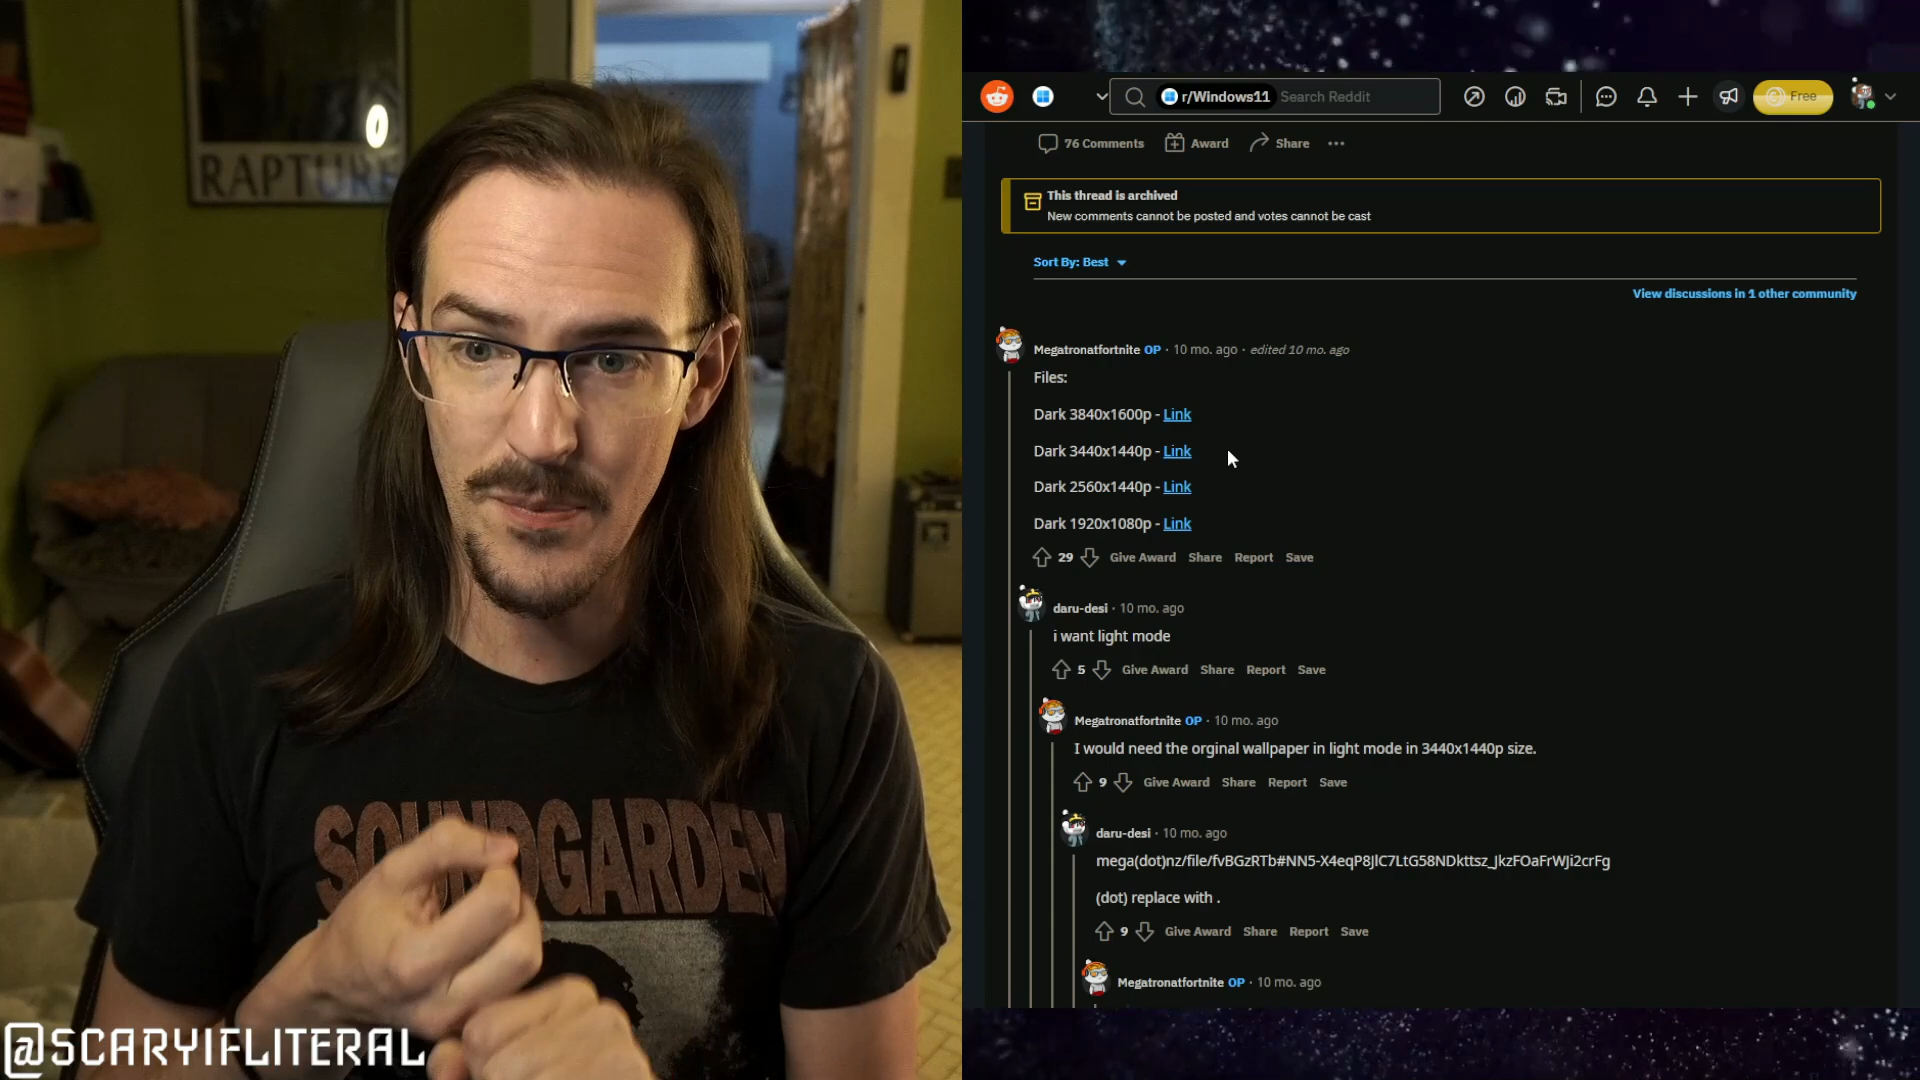 RAPTURE
SOUNDGARDEN
@SCARYIFLITERAL
r/Windows11 Search Reddit
Free
76 Comments Award Share
This thread is archived
New comments cannot be posted and votes cannot be cast
Sort By: Best
View discussions in 1 other community
Megatronatfortnite OP · 10 mo. ago · edited 10 mo. ago
Files:
Dark 3840x1600p - Link
Dark 3440x1440p - Link
Dark 2560x1440p - Link
Dark 1920x1080p - Link
29 Give Award Share Report Save
daru-desi · 10 mo. ago
i want light mode
5 Give Award Share Report Save
Megatronatfortnite OP · 10 mo. ago
I would need the orginal wallpaper in light mode in 3440x1440p size.
9 Give Award Share Report Save
daru-desi · 10 mo. ago
mega(dot)nz/file/fvBGzRTb#NN5-X4eqP8JlC7LtG58NDkttsz_JkzFOaFrWJi2crFg
(dot) replace with .
9 Give Award Share Report Save
Megatronatfortnite OP · 10 mo. ago